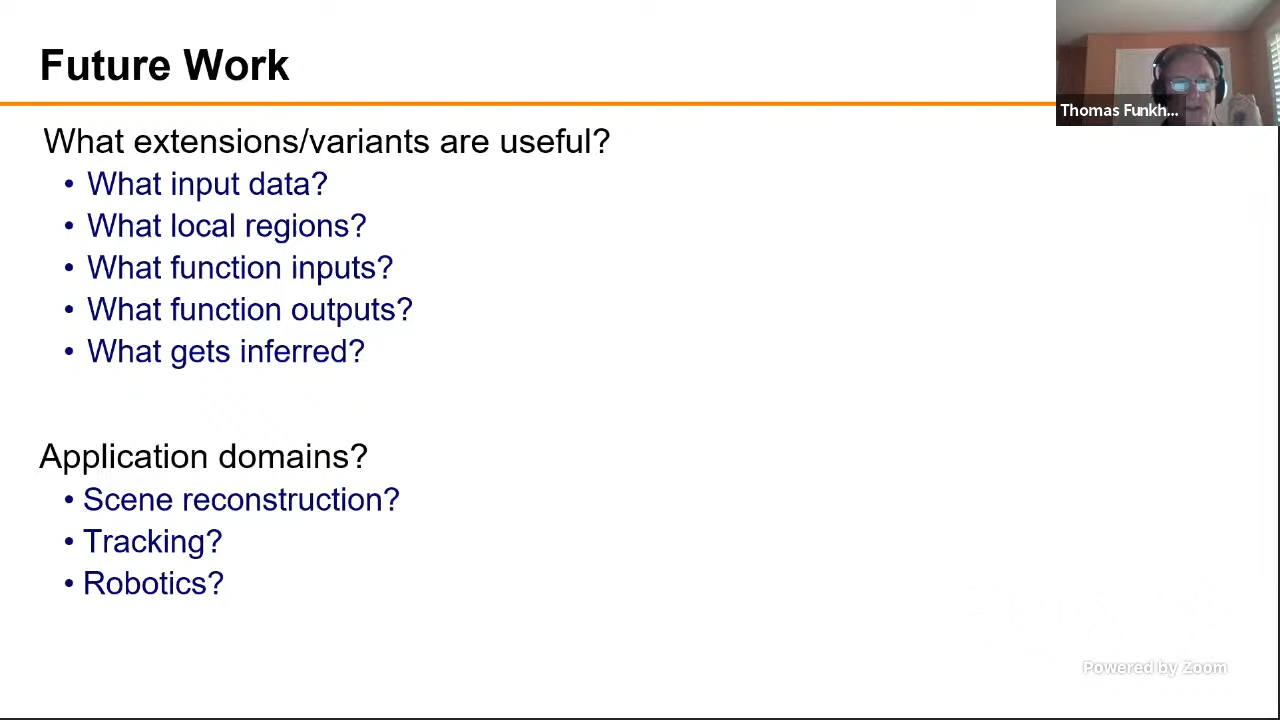 Future Work
Thomas Funkh...
What extensions/variants are useful?
• What input data?
• What local regions?
• What function inputs?
• What function outputs?
• What gets inferred?
Application domains?
• Scene reconstruction?
• Tracking?
• Robotics?
Powered by Zoom